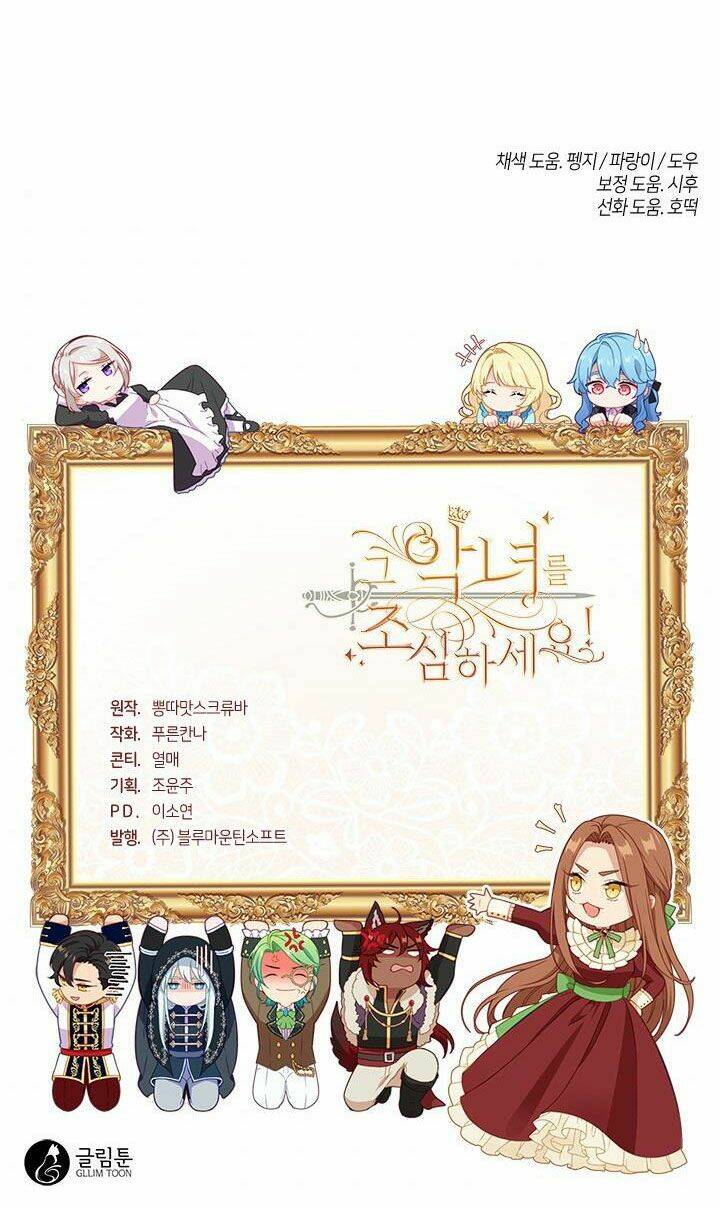 채색 도움. 펭지 / 파랑이 / 도우
보정 도움. 시후
선화 도움. 호떡
그 악녀를
조심하세요!
원작. 뽕따맛스크류바
작화. 푸른칸나
콘티. 열매
기획. 조윤주
PD. 이소연
발행. (주) 블루마운틴소프트
글림툰
GLLIM TOON